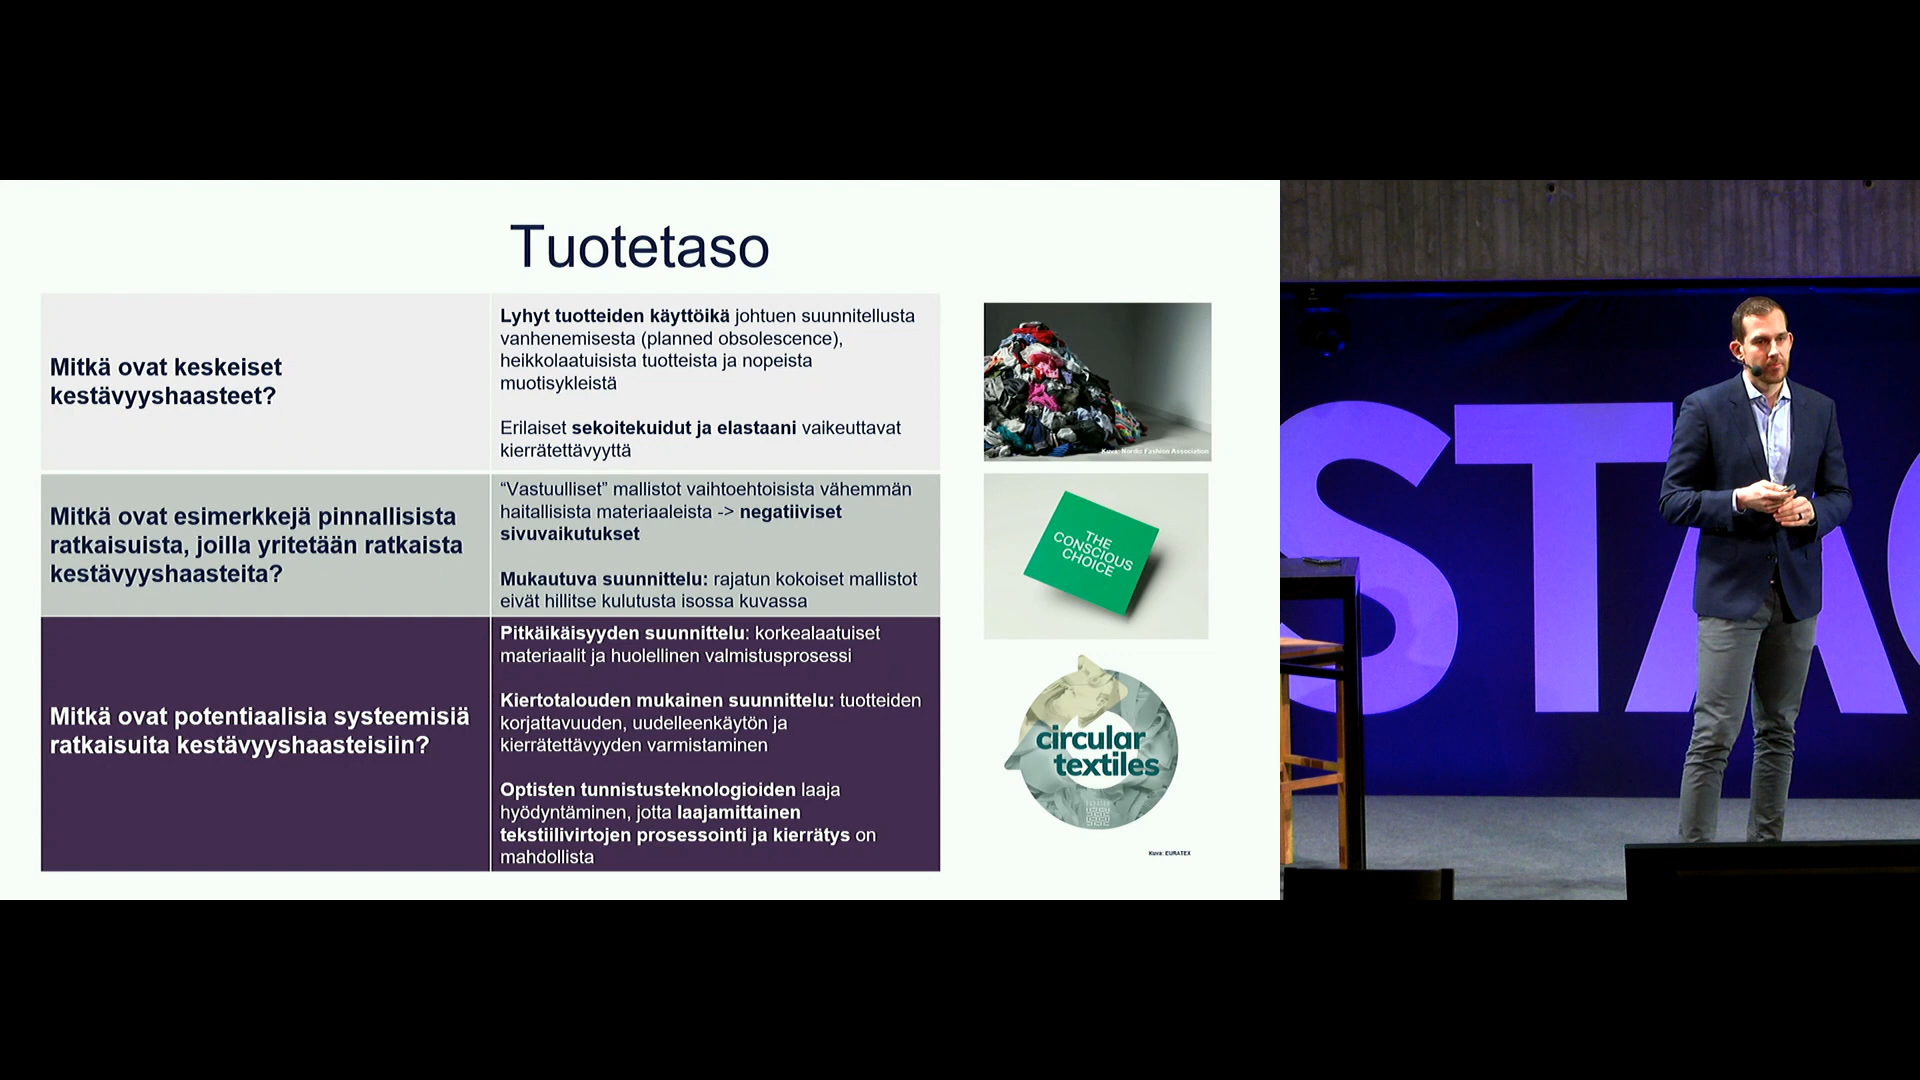 Tuotetaso
Mitkä ovat keskeiset
kestävyyshaasteet?
Lyhyt tuotteiden käyttöikä johtuen suunnitellusta
vanhenemisesta (planned obsolescence),
heikkolaatuisista tuotteista ja nopeista
muotisykleistä
Erilaiset sekoitekuidut ja elastaani vaikeuttavat
kierrätettävyyttä
Mitkä ovat esimerkkejä pinnallisista
ratkaisuista, joilla yritetään ratkaista
kestävyyshaasteita?
“Vastuulliset” mallistot vaihtoehtoisista vähemmän
haitallisista materiaaleista -> negatiiviset
sivuvaikutukset
Mukautuva suunnittelu: rajatun kokoiset mallistot
eivät hillitse kulutusta isossa kuvassa
Mitkä ovat potentiaalisia systeemisiä
ratkaisuita kestävyyshaasteisiin?
Pitkäikäisyyden suunnittelu: korkealaatuiset
materiaalit ja huolellinen valmistusprosessi
Kiertotalouden mukainen suunnittelu: tuotteiden
korjattavuuden, uudelleenkäytön ja
kierrätettävyyden varmistaminen
Optisten tunnistusteknologioiden laaja
hyödyntäminen, jotta laajamittainen
tekstiilivirtojen prosessointi ja kierrätys on
mahdollista
Kuva: Nordic Fashion Association
THE
CONSCIOUS
CHOICE
circular
textiles
Kuva: EURATEX
STA